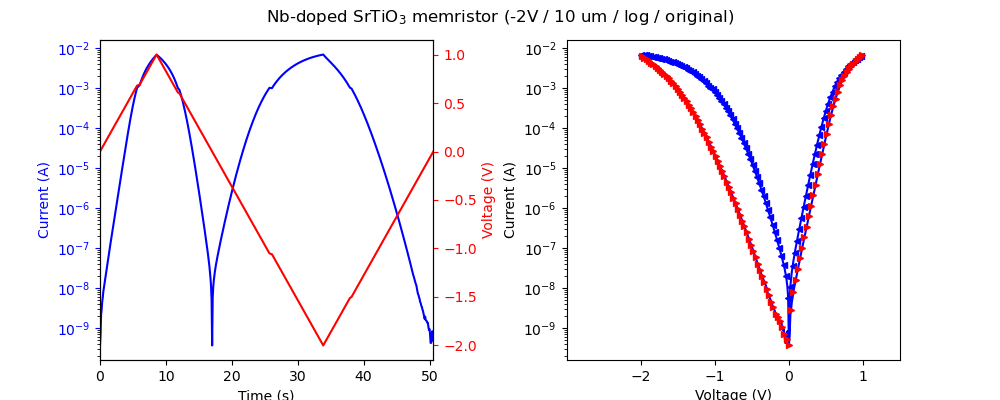 Nb-doped SrTiO₃ memristor (-2V / 10 um / log / original)
10⁻² 10⁻³ 10⁻⁴ 10⁻⁵ 10⁻⁶ 10⁻⁷ 10⁻⁸ 10⁻⁹
Current (A)
0 10 20 30 40 50
Time (s)
1.0 0.5 0.0 −0.5 −1.0 −1.5 −2.0
Voltage (V)
10⁻² 10⁻³ 10⁻⁴ 10⁻⁵ 10⁻⁶ 10⁻⁷ 10⁻⁸ 10⁻⁹
Current (A)
−2 −1 0 1
Voltage (V)